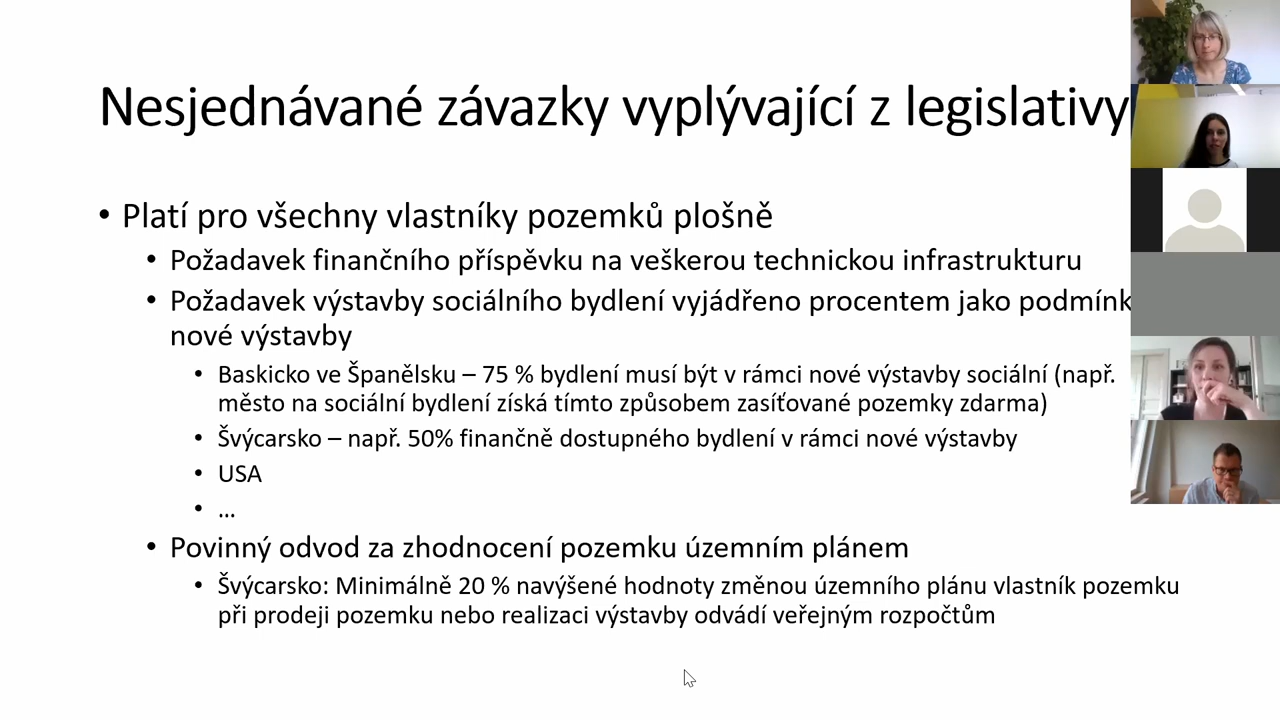 Nesjednávané závazky vyplývající z legislativy
• Platí pro všechny vlastníky pozemků plošně
• Požadavek finančního příspěvku na veškerou technickou infrastrukturu
• Požadavek výstavby sociálního bydlení vyjádřeno procentem jako podmínk
nové výstavby
• Baskicko ve Španělsku – 75 % bydlení musí být v rámci nové výstavby sociální (např.
město na sociální bydlení získá tímto způsobem zasíťované pozemky zdarma)
• Švýcarsko – např. 50% finančně dostupného bydlení v rámci nové výstavby
• USA
• ...
• Povinný odvod za zhodnocení pozemku územním plánem
• Švýcarsko: Minimálně 20 % navýšené hodnoty změnou územního plánu vlastník pozemku
při prodeji pozemku nebo realizaci výstavby odvádí veřejným rozpočtům